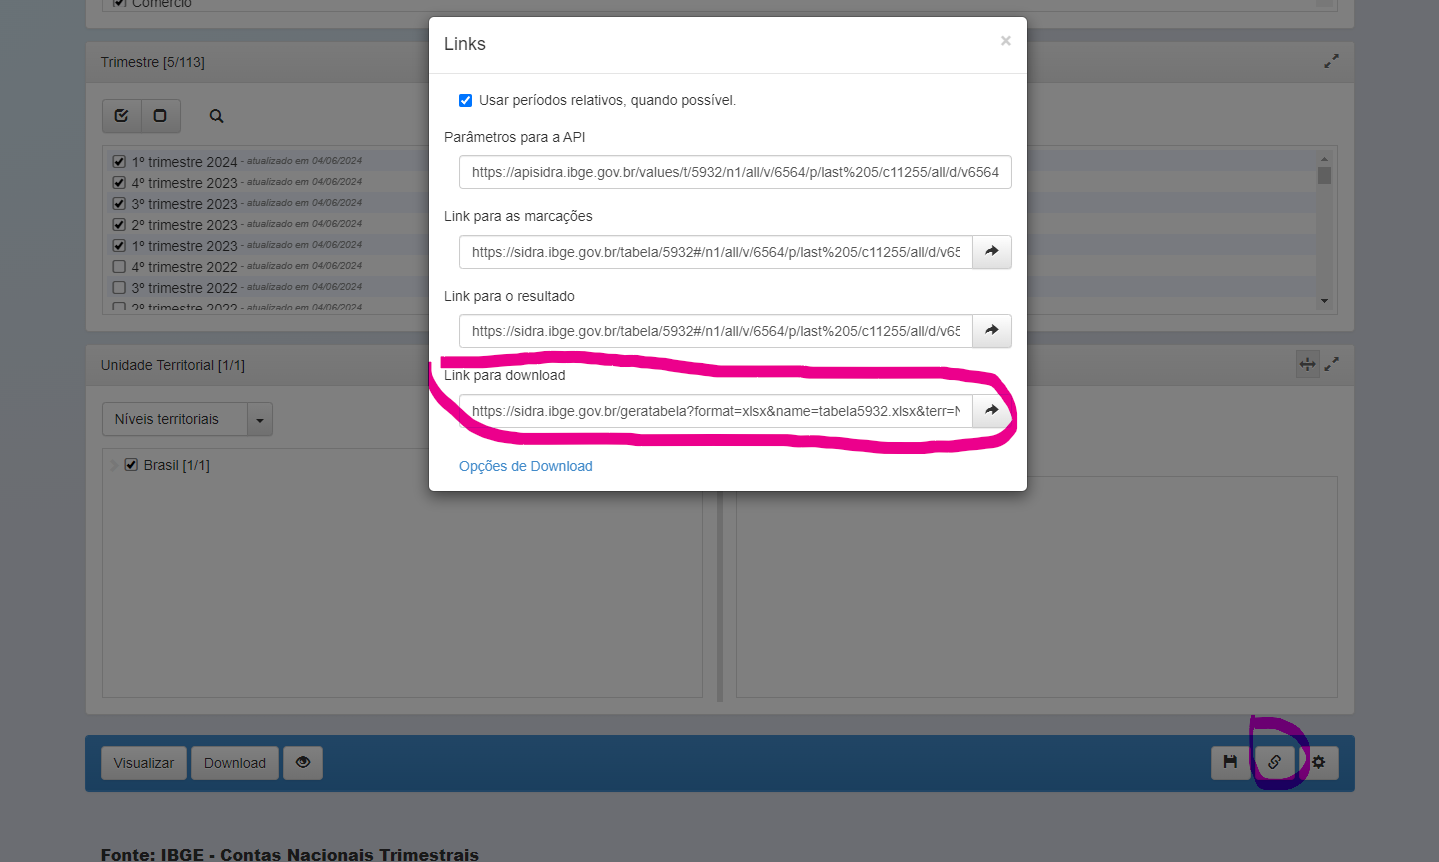 Comércio
Trimestre [5/113]
1º trimestre 2024 - atualizado em 04/06/2024
4º trimestre 2023 - atualizado em 04/06/2024
3º trimestre 2023 - atualizado em 04/06/2024
2º trimestre 2023 - atualizado em 04/06/2024
1º trimestre 2023 - atualizado em 04/06/2024
4º trimestre 2022 - atualizado em 04/06/2024
3º trimestre 2022 - atualizado em 04/06/2024
2º trimestre 2022 - atualizado em 04/06/2024
Links
×
Usar períodos relativos, quando possível.
Parâmetros para a API
https://apisidra.ibge.gov.br/values/t/5932/n1/all/v/6564/p/last%205/c11255/all/d/v6564
Link para as marcações
https://sidra.ibge.gov.br/tabela/5932#/n1/all/v/6564/p/last%205/c11255/all/d/v65
Link para o resultado
https://sidra.ibge.gov.br/tabela/5932#/n1/all/v/6564/p/last%205/c11255/all/d/v65
Link para download
https://sidra.ibge.gov.br/geratabela?format=xlsx&name=tabela5932.xlsx&terr=N
Opções de Download
Unidade Territorial [1/1]
Níveis territoriais
Brasil [1/1]
Visualizar
Download
Fonte: IBGE - Contas Nacionais Trimestrais